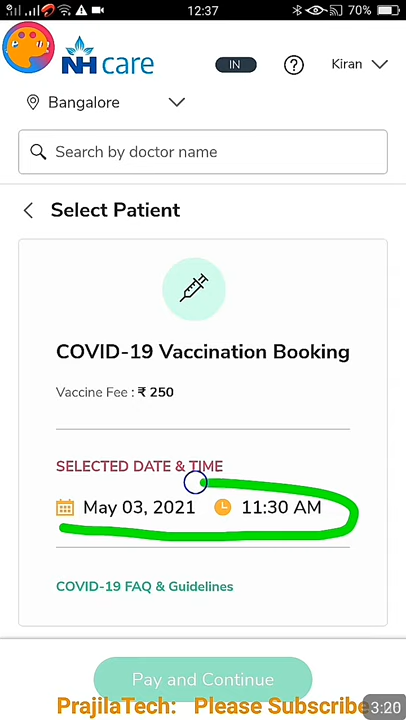 12:37
70%
NH care
IN
?
Kiran
Bangalore
Search by doctor name
Select Patient
COVID-19 Vaccination Booking
Vaccine Fee : ₹ 250
SELECTED DATE & TIME
May 03, 2021 11:30 AM
COVID-19 FAQ & Guidelines
Pay and Continue
PrajilaTech: Please Subscribe
3:20